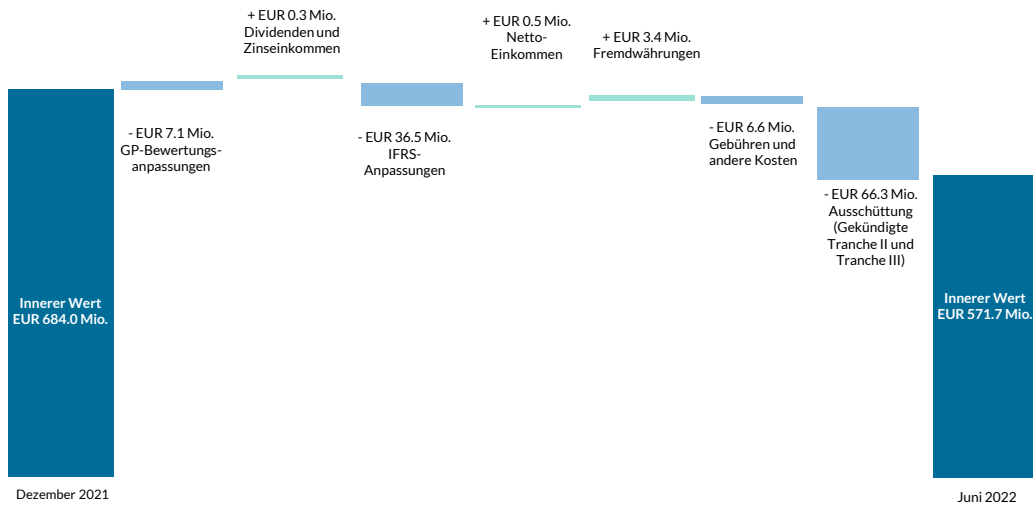 + EUR 0.3 Mio.
Dividenden und
Zinseinkommen
+ EUR 0.5 Mio.
Netto-
Einkommen
+ EUR 3.4 Mio.
Fremdwährungen
- EUR 7.1 Mio.
GP-Bewertungs-
anpassungen
- EUR 36.5 Mio.
IFRS-
Anpassungen
- EUR 6.6 Mio.
Gebühren und
andere Kosten
- EUR 66.3 Mio.
Ausschüttung
(Gekündigte
Tranche II und
Tranche III)
Innerer Wert
EUR 684.0 Mio.
Innerer Wert
EUR 571.7 Mio.
Dezember 2021
Juni 2022